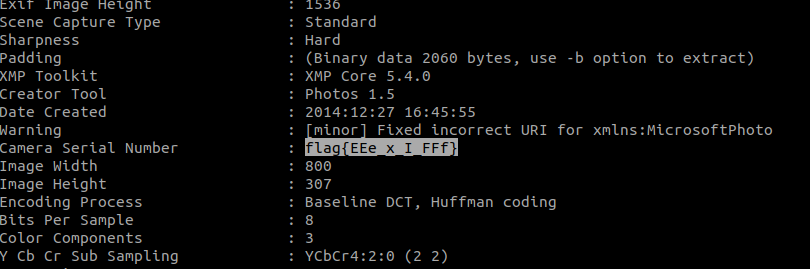 Exif Image Height : 1536
Scene Capture Type : Standard
Sharpness : Hard
Padding : (Binary data 2060 bytes, use -b option to extract)
XMP Toolkit : XMP Core 5.4.0
Creator Tool : Photos 1.5
Date Created : 2014:12:27 16:45:55
Warning : [minor] Fixed incorrect URI for xmlns:MicrosoftPhoto
Camera Serial Number : flag{EEe_x_I_FFf}
Image Width : 800
Image Height : 307
Encoding Process : Baseline DCT, Huffman coding
Bits Per Sample : 8
Color Components : 3
Y Cb Cr Sub Sampling : YCbCr4:2:0 (2 2)